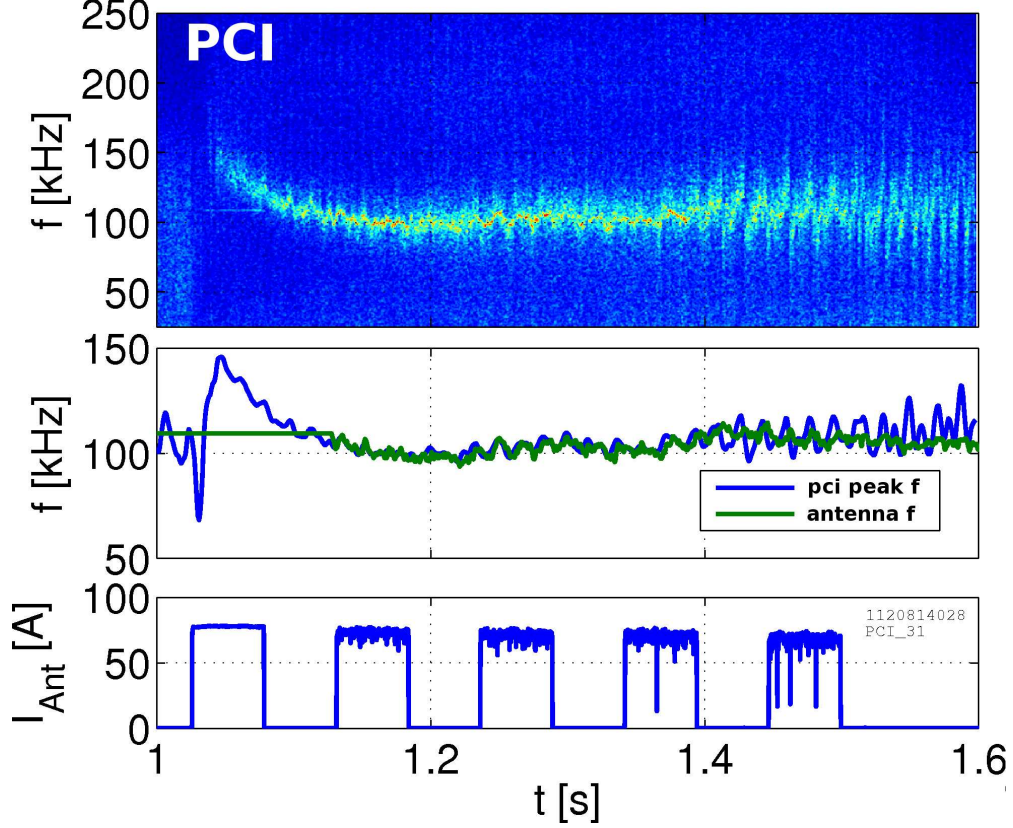 PCI
250
200
150
100
50
f [kHz]
150
100
50
f [kHz]
pci peak f
antenna f
100
50
0
I_Ant [A]
1120814028
PCI_31
1 1.2 1.4 1.6
t [s]